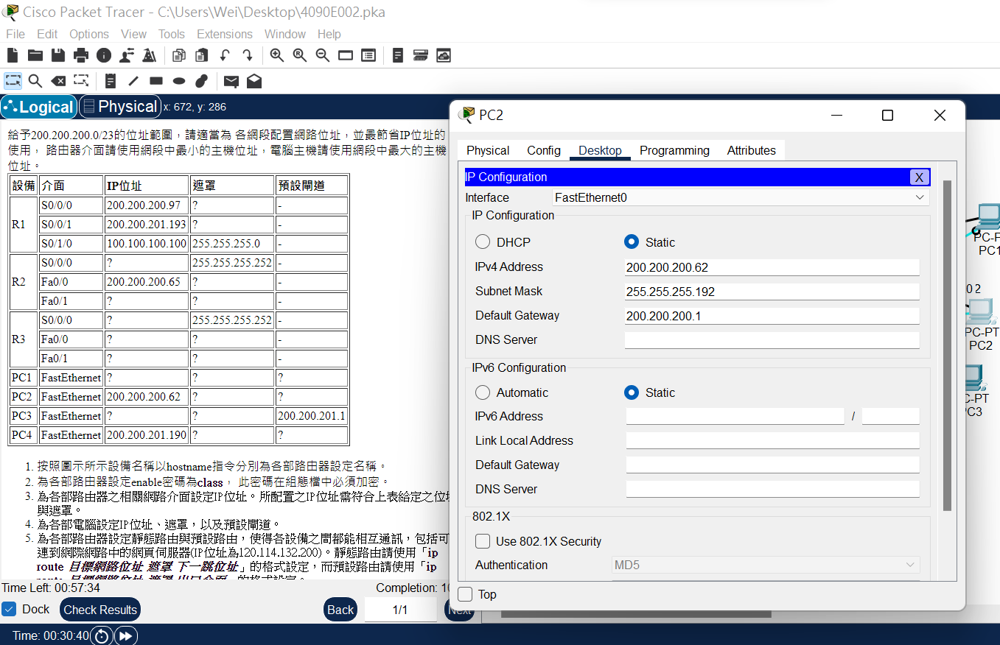 Cisco Packet Tracer - C:\Users\Wei\Desktop\4090E002.pka
File Edit Options View Tools Extensions Window Help
Logical Physical x: 672, y: 286
給予200.200.200.0/23的位址範圍，請適當為 各網段配置網路位址，並最節省IP位址的
使用， 路由器介面請使用網段中最小的主機位址，電腦主機請使用網段中最大的主機
位址。
設備 介面 IP位址 遮罩 預設閘道
R1 S0/0/0 200.200.200.97 ? -
S0/0/1 200.200.201.193 ? -
S0/1/0 100.100.100.100 255.255.255.0 -
R2 S0/0/0 ? 255.255.255.252 -
Fa0/0 200.200.200.65 ? -
Fa0/1 ? ? -
R3 S0/0/0 ? 255.255.255.252 -
Fa0/0 ? ? -
Fa0/1 ? ? -
PC1 FastEthernet ? ? ?
PC2 FastEthernet 200.200.200.62 ? ?
PC3 FastEthernet ? ? 200.200.201.1
PC4 FastEthernet 200.200.201.190 ? ?
1. 按照圖示所示設備名稱以hostname指令分別為各部路由器設定名稱。
2. 為各部路由器設定enable密碼為class， 此密碼在組態檔中必須加密。
3. 為各部路由器之相關網路介面設定IP位址。所配置之IP位址需符合上表給定之位址
與遮罩。
4. 為各部電腦設定IP位址、遮罩，以及預設閘道。
5. 為各部路由器設定靜態路由與預設路由，使得各設備之間都能相互通訊，包括可
連到網際網路中的網頁伺服器(IP位址為120.114.132.200)。靜態路由請使用「ip
route 目標網路位址 遮罩 下一跳位址」的格式設定，而預設路由請使用「ip
route 目標網路位址 遮罩 出口介面」的格式設定。
Time Left: 00:57:34 Completion: 10
Dock Check Results Back 1/1 Next
Time: 00:30:40
PC2
Physical Config Desktop Programming Attributes
IP Configuration X
Interface FastEthernet0
IP Configuration
DHCP Static
IPv4 Address 200.200.200.62
Subnet Mask 255.255.255.192
Default Gateway 200.200.200.1
DNS Server
IPv6 Configuration
Automatic Static
IPv6 Address /
Link Local Address
Default Gateway
DNS Server
802.1X
Use 802.1X Security
Authentication MD5
Top
PC-P
PC1
0 2
PC-PT
PC2
C-PT
PC3